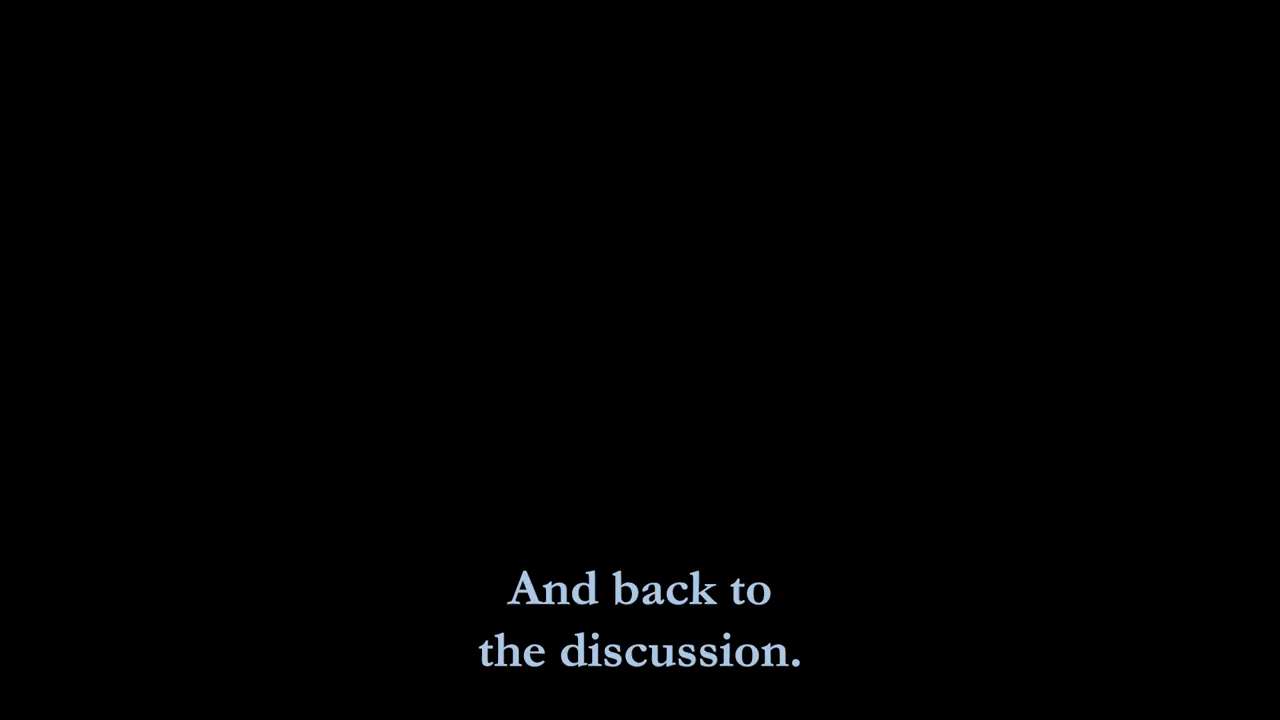 And back to
the discussion.